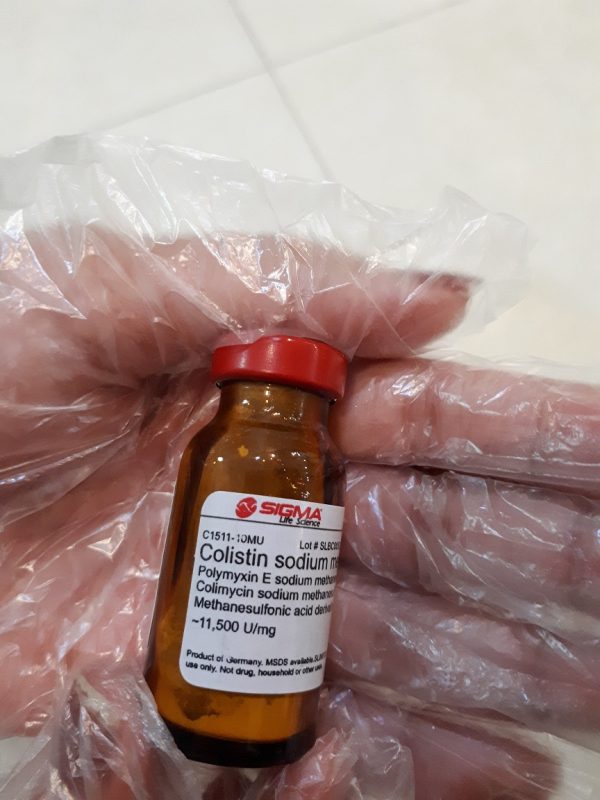 SIGMA
Life Science
C1511-10MU
Lot # SLBC
Colistin sodium
Polymyxin E sodium
Colimycin sodium
Methanesulfonic acid
~11,500 U/mg
Product of Germany. MSDS available.
use only. Not drug, household or other